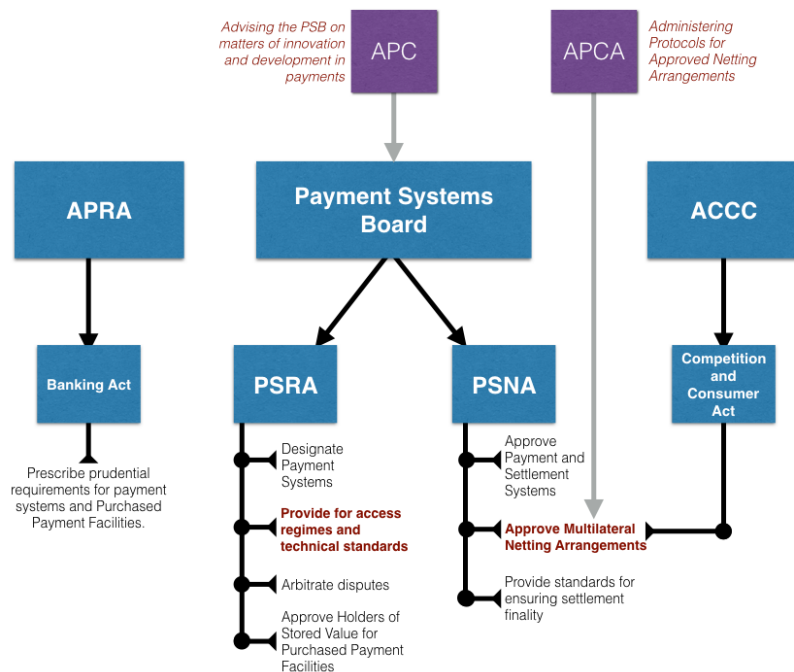 Advising the PSB on
matters of innovation
and development in
payments
APC
APCA
Administering
Protocols for
Approved Netting
Arrangements
APRA
Payment Systems
Board
ACCC
Banking Act
PSRA
PSNA
Competition
and
Consumer
Act
Prescribe prudential
requirements for payment
systems and Purchased
Payment Facilities.
Designate
Payment
Systems
Provide for access
regimes and
technical standards
Arbitrate disputes
Approve Holders of
Stored Value for
Purchased Payment
Facilities
Approve
Payment and
Settlement
Systems
Approve Multilateral
Netting Arrangements
Provide standards for
ensuring settlement
finality